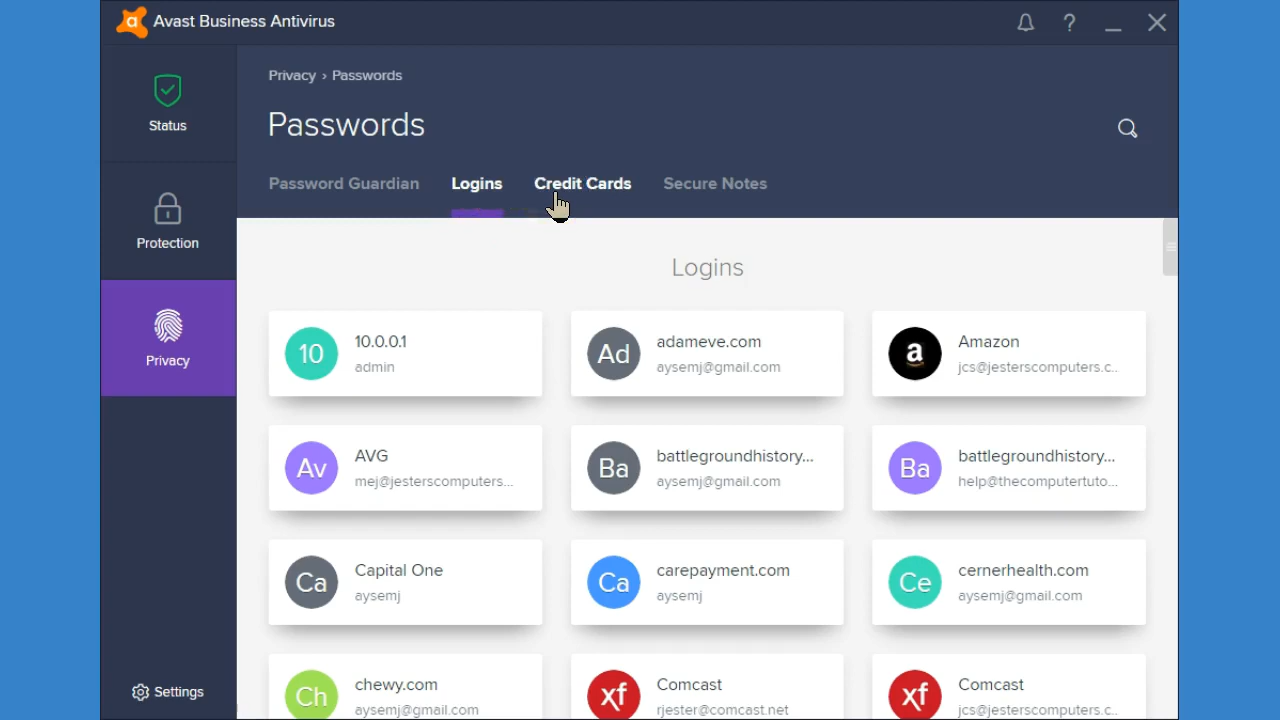 Avast Business Antivirus
?
Status
Protection
Privacy
Settings
Privacy › Passwords
Passwords
Password Guardian Logins Credit Cards Secure Notes
Logins
10 10.0.0.1
admin
Ad adameve.com
aysemj@gmail.com
a Amazon
jcs@jesterscomputers.c...
Av AVG
mej@jesterscomputers...
Ba battlegroundhistory...
aysemj@gmail.com
Ba battlegroundhistory...
help@thecomputertuto...
Ca Capital One
aysemj
Ca carepayment.com
aysemj
Ce cernerhealth.com
aysemj@gmail.com
Ch chewy.com
aysemj@gmail.com
xf Comcast
rjester@comcast.net
xf Comcast
jcs@jesterscomputers.c...